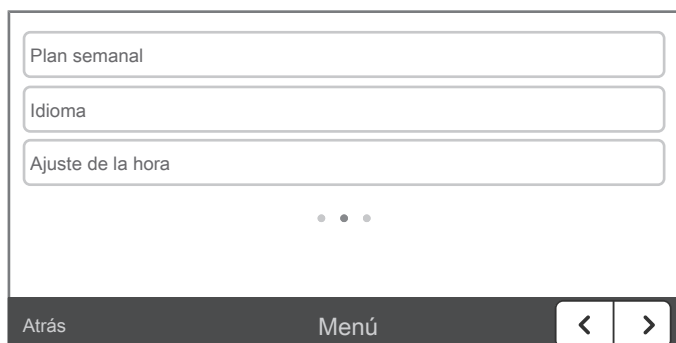 Plan semanal
Idioma
Ajuste de la hora
Atrás Menú